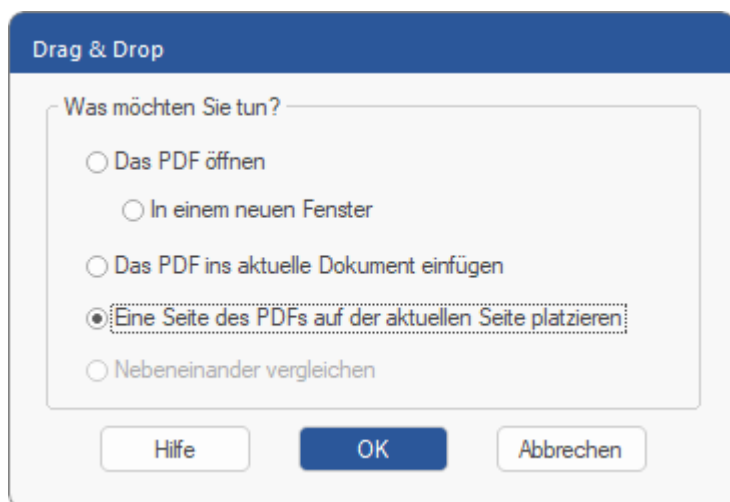 Drag & Drop
Was möchten Sie tun?
Das PDF öffnen
In einem neuen Fenster
Das PDF ins aktuelle Dokument einfügen
Eine Seite des PDFs auf der aktuellen Seite platzieren
Nebeneinander vergleichen
Hilfe OK Abbrechen